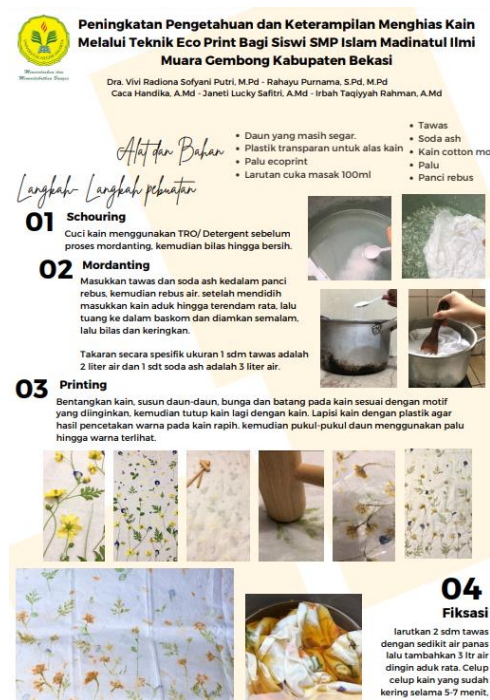 Peningkatan Pengetahuan dan Keterampilan Menghias Kain
Melalui Teknik Eco Print Bagi Siswi SMP Islam Madinatul Ilmi
Muara Gembong Kabupaten Bekasi
Mencerdaskan dan
Memartabatkan Bangsa
Dra. Vivi Radiona Sofyani Putri, M.Pd - Rahayu Purnama, S.Pd, M.Pd
Caca Handika, A.Md - Janeti Lucky Safitri, A.Md - Irbah Taqiyyah Rahman, A.Md
Alat dan Bahan
• Daun yang masih segar.
• Plastik transparan untuk alas kain
• Palu ecoprint
• Larutan cuka masak 100ml
• Tawas
• Soda ash
• Kain cotton mo
• Palu
• Panci rebus
Langkah- Langkah pebuatan
01 Schouring
Cuci kain menggunakan TRO/ Detergent sebelum
proses mordanting, kemudian bilas hingga bersih.
02 Mordanting
Masukkan tawas dan soda ash kedalam panci
rebus, kemudian rebus air. setelah mendidih
masukkan kain aduk hingga terendam rata, lalu
tuang ke dalam baskom dan diamkan semalam,
lalu bilas dan keringkan.
Takaran secara spesifik ukuran 1 sdm tawas adalah
2 liter air dan 1 sdt soda ash adalah 3 liter air.
03 Printing
Bentangkan kain, susun daun-daun, bunga dan batang pada kain sesuai dengan motif
yang diinginkan, kemudian tutup kain lagi dengan kain. Lapisi kain dengan plastik agar
hasil pencetakan warna pada kain rapih. kemudian pukul-pukul daun menggunakan palu
hingga warna terlihat.
04
Fiksasi
larutkan 2 sdm tawas
dengan sedikit air panas
lalu tambahkan 3 ltr air
dingin aduk rata. Celup
celup kain yang sudah
kering selama 5-7 menit